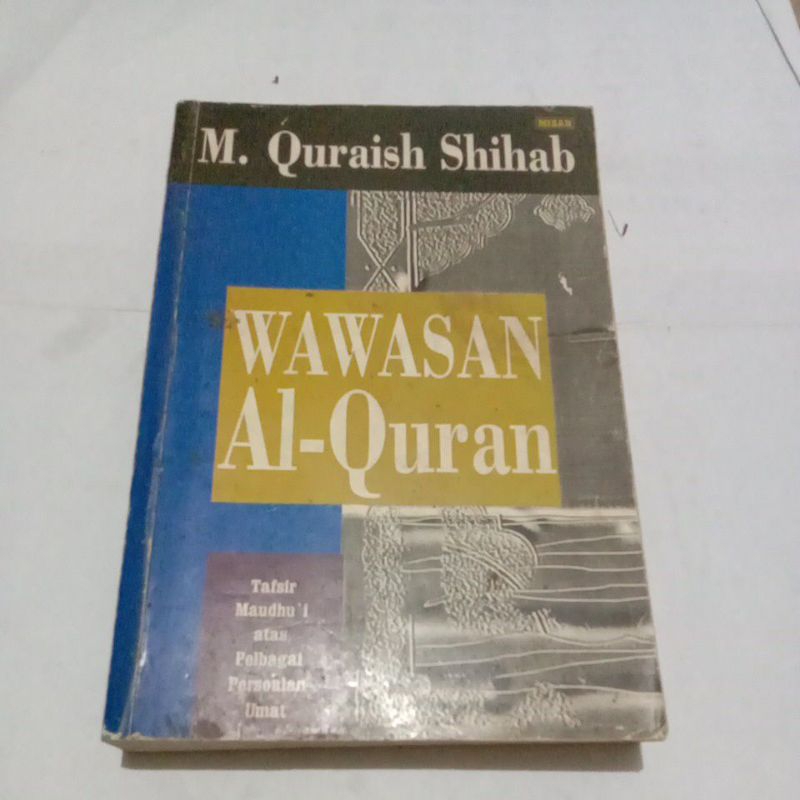 MIZAN
M. Quraish Shihab
WAWASAN
Al-Quran
Tafsir
Maudhu'i
atas
Pelbagai
Persoalan
Umat